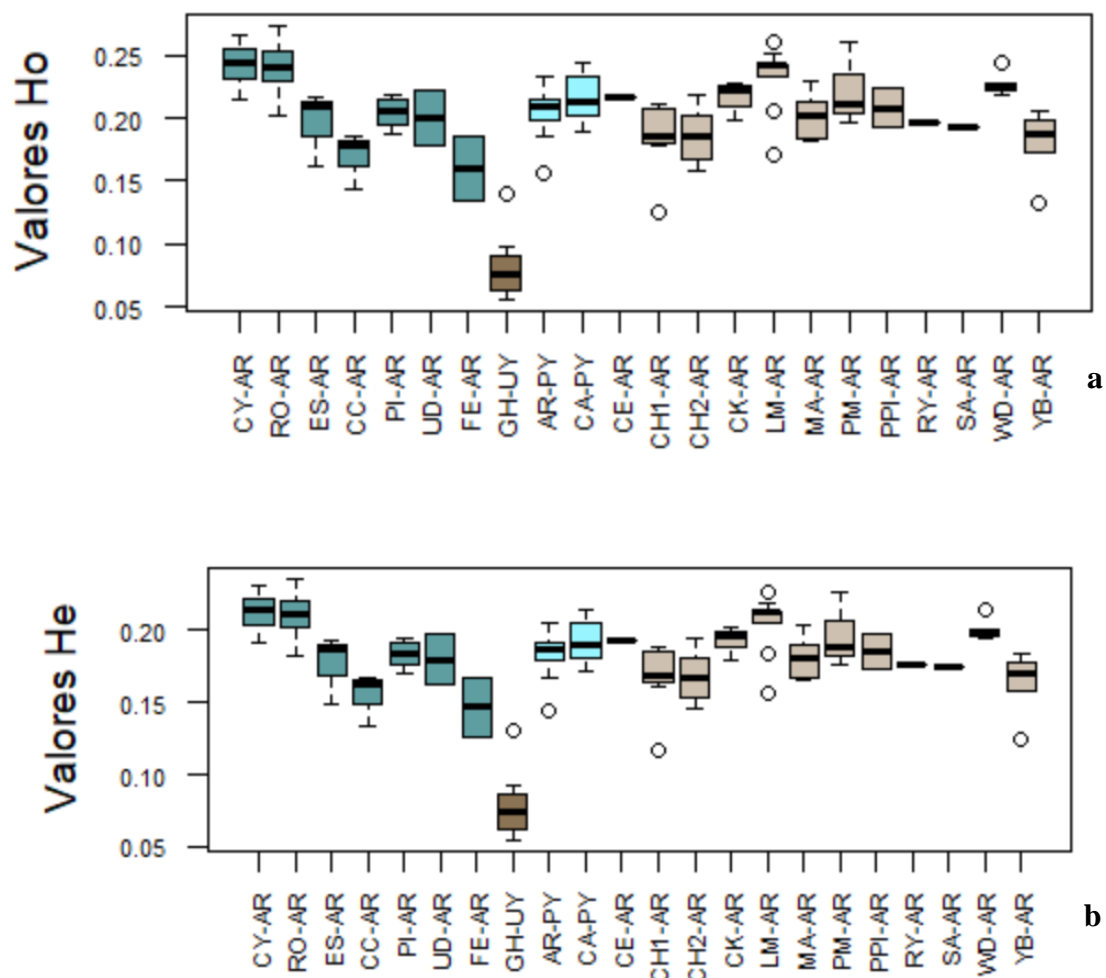 Valores Ho
0.25
0.20
0.15
0.10
0.05
CY-AR
RO-AR
ES-AR
CC-AR
PI-AR
UD-AR
FE-AR
GH-UY
AR-PY
CA-PY
CE-AR
CH1-AR
CH2-AR
CK-AR
LM-AR
MA-AR
PM-AR
PPI-AR
RY-AR
SA-AR
WD-AR
YB-AR
a
Valores He
0.20
0.15
0.10
0.05
CY-AR
RO-AR
ES-AR
CC-AR
PI-AR
UD-AR
FE-AR
GH-UY
AR-PY
CA-PY
CE-AR
CH1-AR
CH2-AR
CK-AR
LM-AR
MA-AR
PM-AR
PPI-AR
RY-AR
SA-AR
WD-AR
YB-AR
b